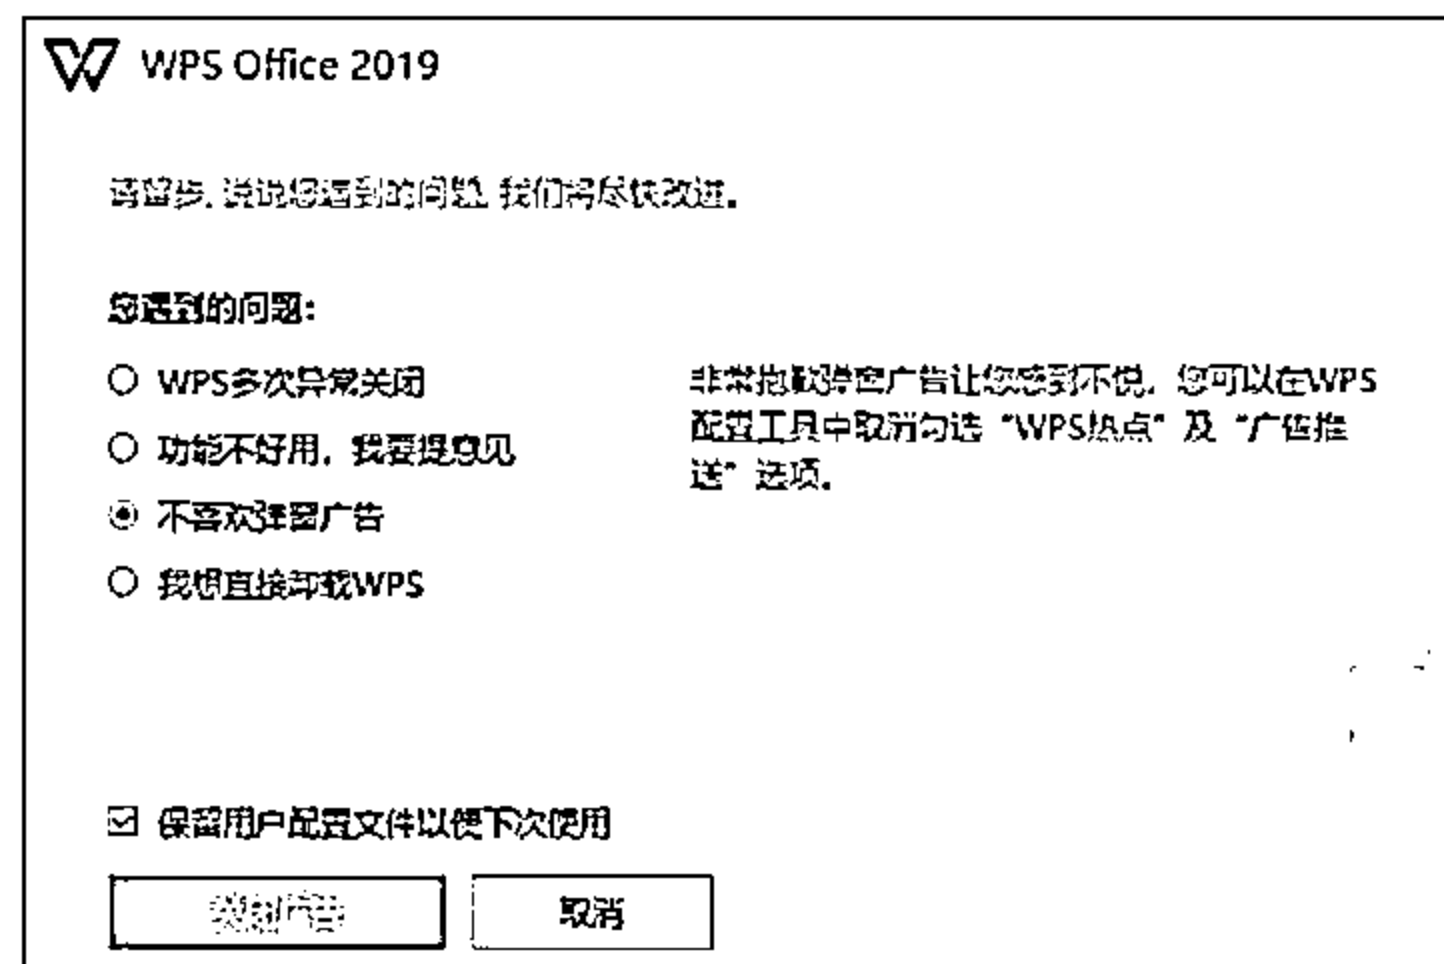 WPS Office 2019
请留步,说说您遇到的问题,我们将尽快改进。
您遇到的问题:
WPS多次异常关闭
非常抱歉弹窗广告让您感到不悦,您可以在WPS
功能不好用,我要提意见
配置工具中取消勾选“WPS热点”及“广告推
送”选项。
不喜欢弹窗广告
我想直接卸载WPS
保留用户配置文件以便下次使用
广告
取消